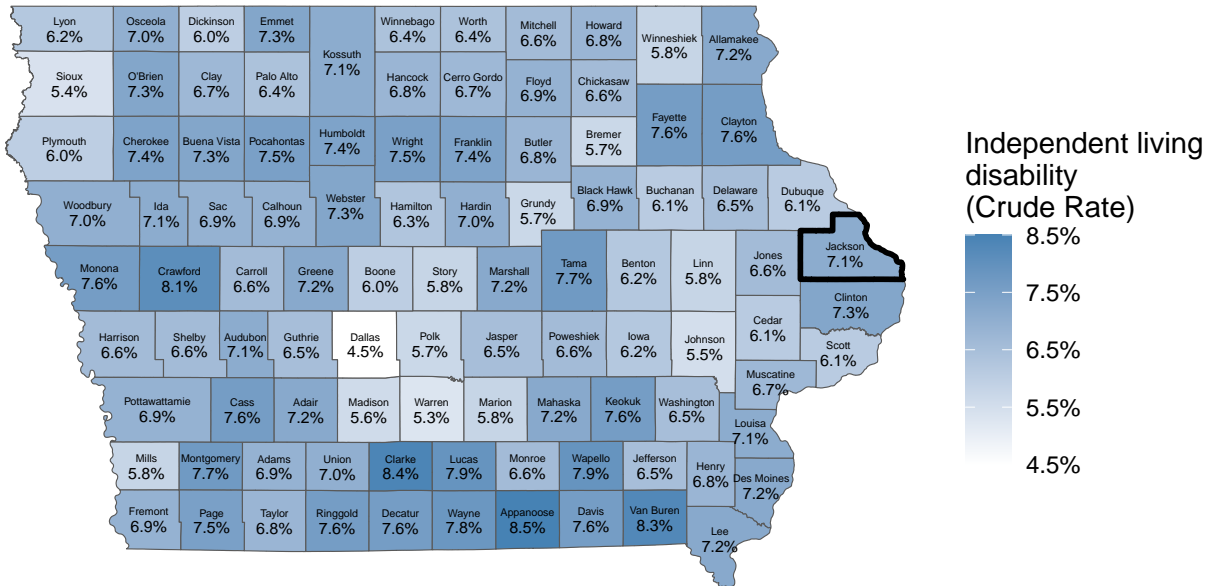 Lyon
6.2%
Osceola
7.0%
Dickinson
6.0%
Emmet
7.3%
Kossuth
7.1%
Winnebago
6.4%
Worth
6.4%
Mitchell
6.6%
Howard
6.8%
Winneshiek
5.8%
Allamakee
7.2%
Sioux
5.4%
O'Brien
7.3%
Clay
6.7%
Palo Alto
6.4%
Hancock
6.8%
Cerro Gordo
6.7%
Floyd
6.9%
Chickasaw
6.6%
Fayette
7.6%
Clayton
7.6%
Plymouth
6.0%
Cherokee
7.4%
Buena Vista
7.3%
Pocahontas
7.5%
Humboldt
7.4%
Wright
7.5%
Franklin
7.4%
Butler
6.8%
Bremer
5.7%
Woodbury
7.0%
Ida
7.1%
Sac
6.9%
Calhoun
6.9%
Webster
7.3%
Hamilton
6.3%
Hardin
7.0%
Grundy
5.7%
Black Hawk
6.9%
Buchanan
6.1%
Delaware
6.5%
Dubuque
6.1%
Monona
7.6%
Crawford
8.1%
Carroll
6.6%
Greene
7.2%
Boone
6.0%
Story
5.8%
Marshall
7.2%
Tama
7.7%
Benton
6.2%
Linn
5.8%
Jones
6.6%
Jackson
7.1%
Clinton
7.3%
Harrison
6.6%
Shelby
6.6%
Audubon
7.1%
Guthrie
6.5%
Dallas
4.5%
Polk
5.7%
Jasper
6.5%
Poweshiek
6.6%
Iowa
6.2%
Johnson
5.5%
Cedar
6.1%
Scott
6.1%
Muscatine
6.7%
Pottawattamie
6.9%
Cass
7.6%
Adair
7.2%
Madison
5.6%
Warren
5.3%
Marion
5.8%
Mahaska
7.2%
Keokuk
7.6%
Washington
6.5%
Louisa
7.1%
Mills
5.8%
Montgomery
7.7%
Adams
6.9%
Union
7.0%
Clarke
8.4%
Lucas
7.9%
Monroe
6.6%
Wapello
7.9%
Jefferson
6.5%
Henry
6.8%
Des Moines
7.2%
Fremont
6.9%
Page
7.5%
Taylor
6.8%
Ringgold
7.6%
Decatur
7.6%
Wayne
7.8%
Appanoose
8.5%
Davis
7.6%
Van Buren
8.3%
Lee
7.2%
Independent living
disability
(Crude Rate)
8.5%
7.5%
6.5%
5.5%
4.5%